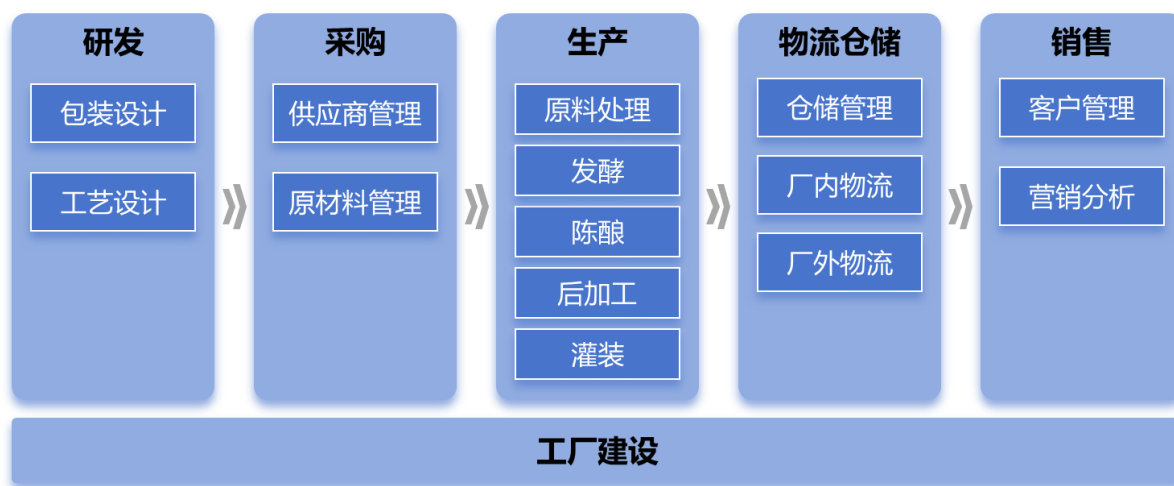 研发
包装设计
工艺设计
采购
供应商管理
原材料管理
生产
原料处理
发酵
陈酿
后加工
灌装
物流仓储
仓储管理
厂内物流
厂外物流
销售
客户管理
营销分析
工厂建设